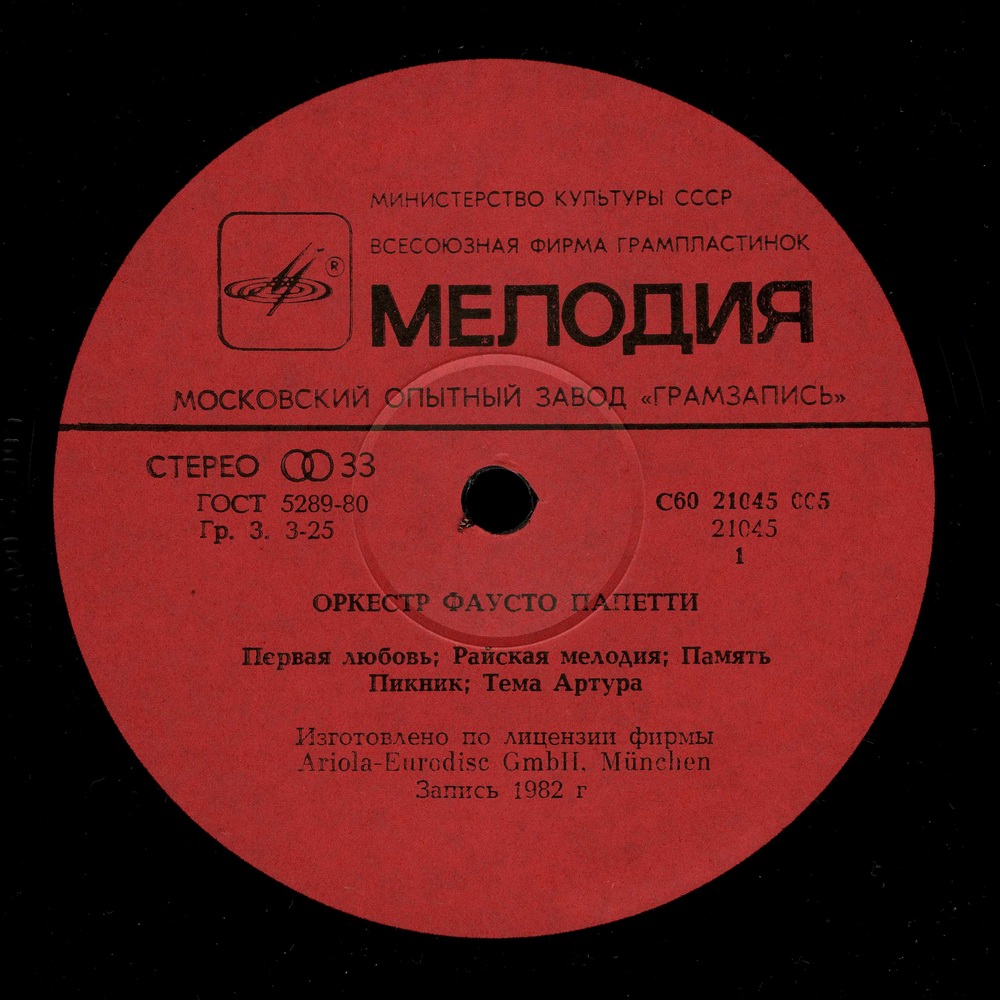 МИНИСТЕРСТВО КУЛЬТУРЫ СССР
ВСЕСОЮЗНАЯ ФИРМА ГРАМПЛАСТИНОК
®
МЕЛОДИЯ
МОСКОВСКИЙ ОПЫТНЫЙ ЗАВОД «ГРАМЗАПИСЬ»
СТЕРЕО 33
ГОСТ 5289-80
Гр. 3. 3-25
С60 21045 005
21045
1
ОРКЕСТР ФАУСТО ПАПЕТТИ
Первая любовь; Райская мелодия; Память
Пикник; Тема Артура
Изготовлено по лицензии фирмы
Ariola-Eurodisc GmbH, München
Запись 1982 г